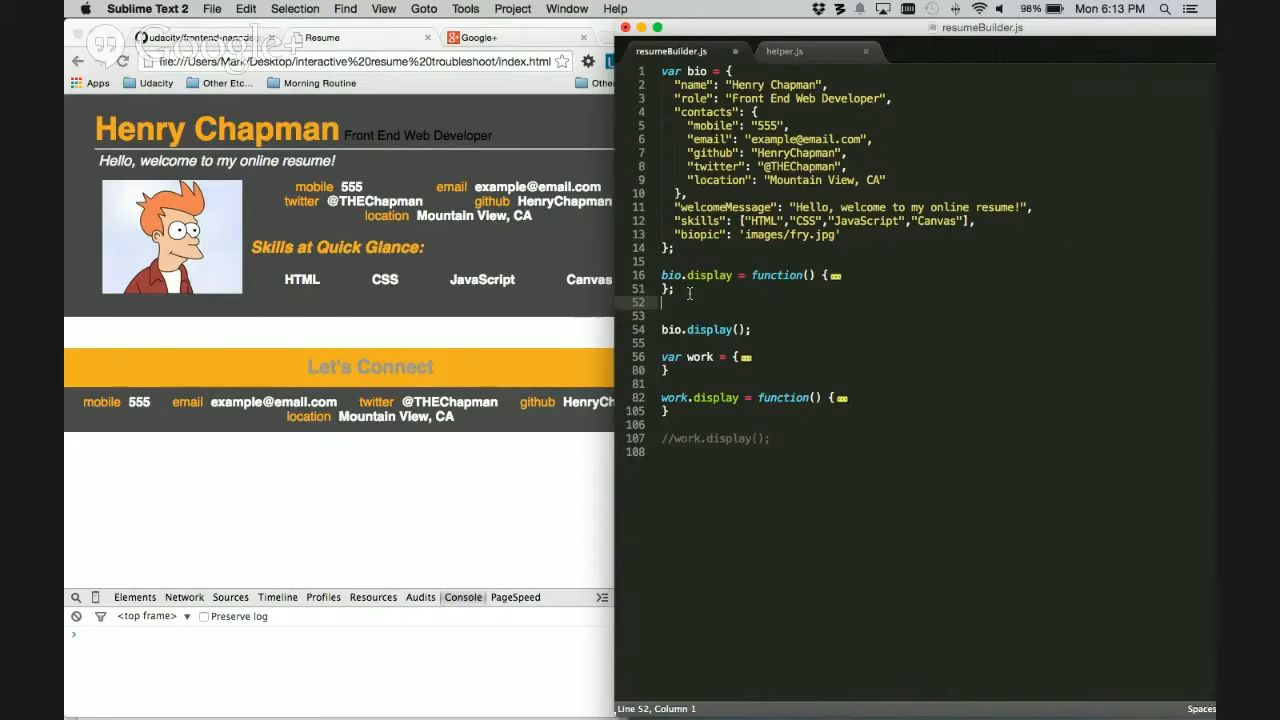 Sublime Text 2 File Edit Selection Find View Goto Tools Project Window Help 98% Mon 6:13 PM
udacity/frontend-nanodeg Resume Google+
Google+
file:///Users/Mark/Desktop/interactive%20resume%20troubleshoot/index.html
Apps Udacity Other Etc... Morning Routine Other
Henry Chapman Front End Web Developer
Hello, welcome to my online resume!
mobile 555 email example@email.com
twitter @THEChapman github HenryChapman
location Mountain View, CA
Skills at Quick Glance:
HTML CSS JavaScript Canvas
Let's Connect
mobile 555 email example@email.com twitter @THEChapman github HenryCh
location Mountain View, CA
Elements Network Sources Timeline Profiles Resources Audits Console PageSpeed
<top frame> Preserve log
resumeBuilder.js
resumeBuilder.js helper.js
1 var bio = {
2 "name": "Henry Chapman",
3 "role": "Front End Web Developer",
4 "contacts": {
5 "mobile": "555",
6 "email": "example@email.com",
7 "github": "HenryChapman",
8 "twitter": "@THEChapman",
9 "location": "Mountain View, CA"
10 },
11 "welcomeMessage": "Hello, welcome to my online resume!",
12 "skills": ["HTML","CSS","JavaScript","Canvas"],
13 "biopic": 'images/fry.jpg'
14 };
15
16 bio.display = function() {
51 };
52
53
54 bio.display();
55
56 var work = {
80 }
81
82 work.display = function() {
105 }
106
107 //work.display();
108
Line 52, Column 1 Spaces